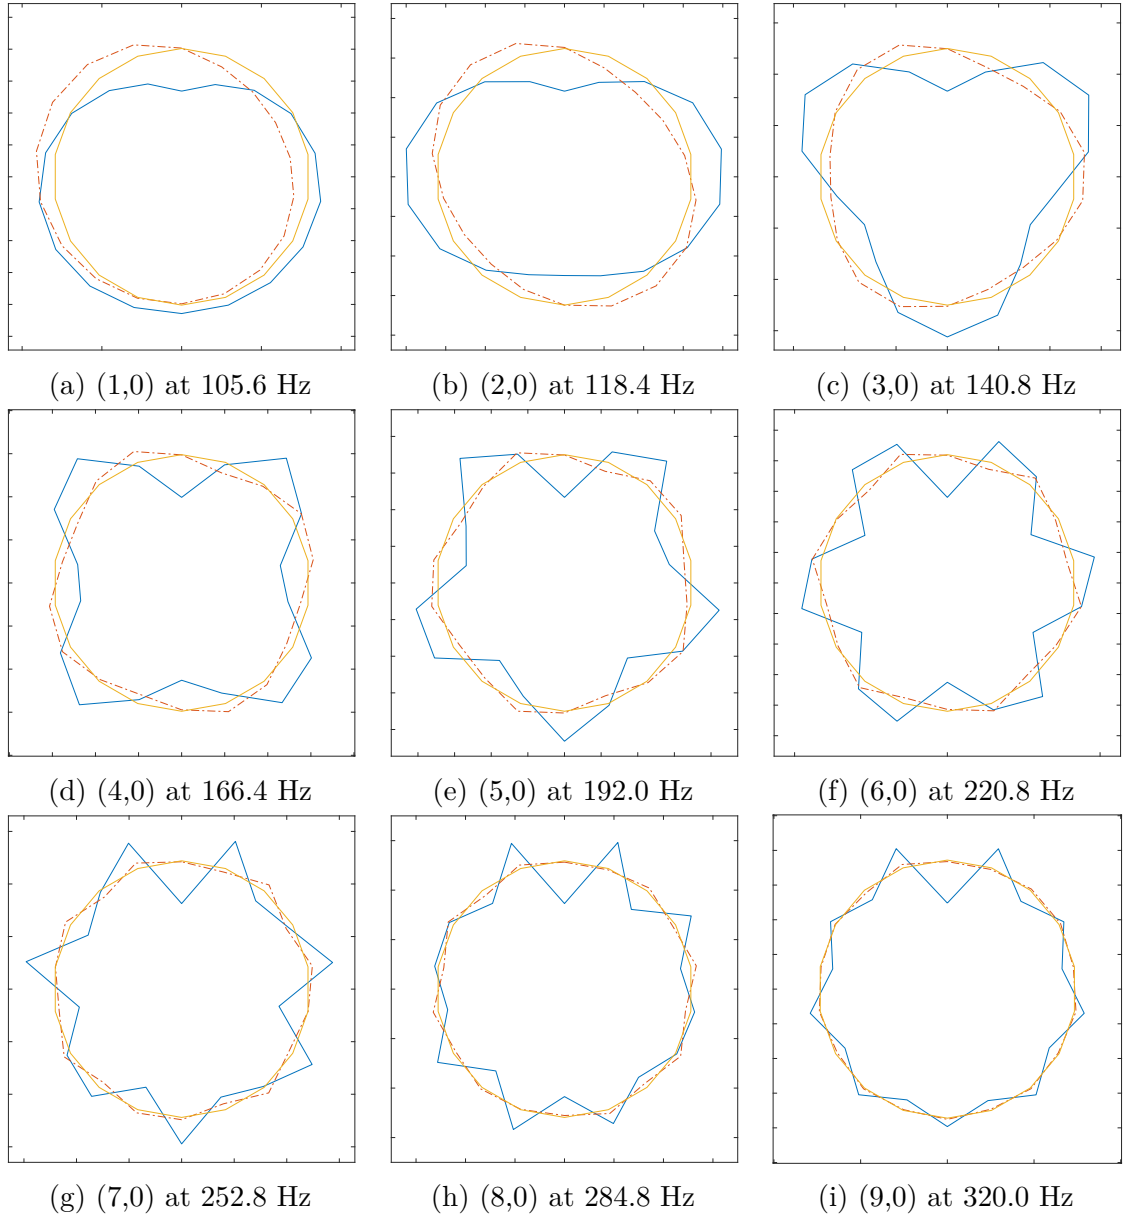 (a) (1,0) at 105.6 Hz
(b) (2,0) at 118.4 Hz
(c) (3,0) at 140.8 Hz
(d) (4,0) at 166.4 Hz
(e) (5,0) at 192.0 Hz
(f) (6,0) at 220.8 Hz
(g) (7,0) at 252.8 Hz
(h) (8,0) at 284.8 Hz
(i) (9,0) at 320.0 Hz